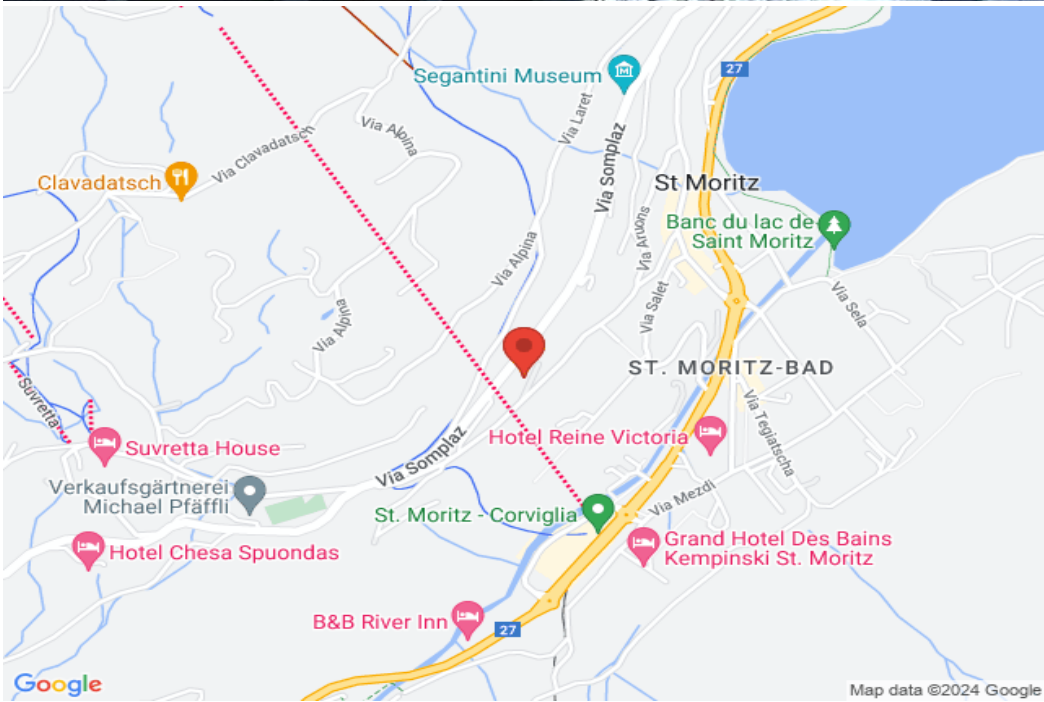 Segantini Museum
27
Via Laret
Via Somplaz
Via Alpina
Via Clavadatsch
Clavadatsch
St Moritz
Via Aruons
Banc du lac de
Saint Moritz
Via Alpina
Via Salet
Via Sela
Via Alpina
ST. MORITZ-BAD
Suvretta
Via Tegiatscha
Suvretta House
Via Somplaz
Hotel Reine Victoria
Verkaufsgärtnerei
Michael Pfäffli
Via Mezdi
St. Moritz - Corviglia
Hotel Chesa Spuondas
Grand Hotel Des Bains
Kempinski St. Moritz
B&B River Inn
27
Google
Map data ©2024 Google